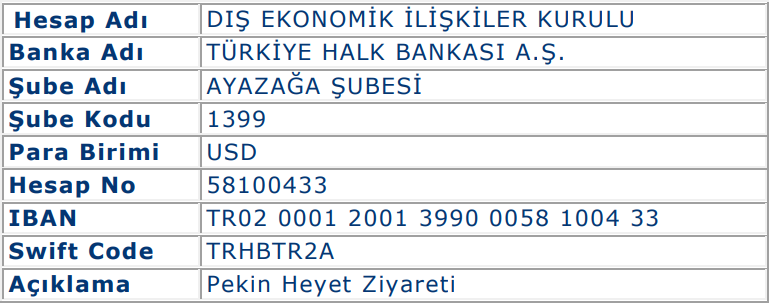 Hesap Adı DIŞ EKONOMİK İLİŞKİLER KURULU
Banka Adı TÜRKİYE HALK BANKASI A.Ş.
Şube Adı AYAZAĞA ŞUBESİ
Şube Kodu 1399
Para Birimi USD
Hesap No 58100433
IBAN TR02 0001 2001 3990 0058 1004 33
Swift Code TRHBTR2A
Açıklama Pekin Heyet Ziyareti